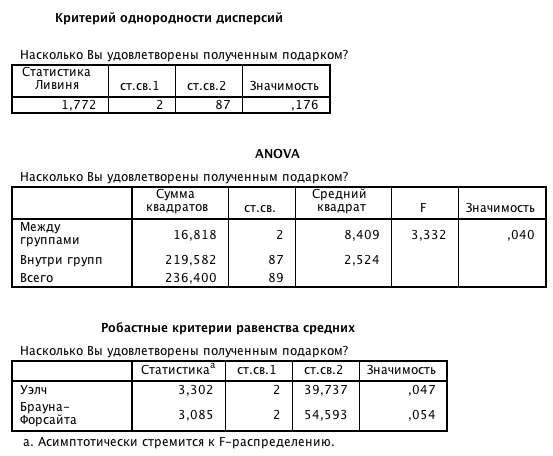 Критерий однородности дисперсий
Насколько Вы удовлетворены полученным подарком?
Статистика Ливиня ст.св.1 ст.св.2 Значимость
1,772 2 87 ,176
ANOVA
Насколько Вы удовлетворены полученным подарком?
Сумма квадратов ст.св. Средний квадрат F Значимость
Между группами 16,818 2 8,409 3,332 ,040
Внутри групп 219,582 87 2,524
Всего 236,400 89
Робастные критерии равенства средних
Насколько Вы удовлетворены полученным подарком?
Статистикаa ст.св.1 ст.св.2 Значимость
Уэлч 3,302 2 39,737 ,047
Брауна-Форсайта 3,085 2 54,593 ,054
a. Асимптотически стремится к F-распределению.